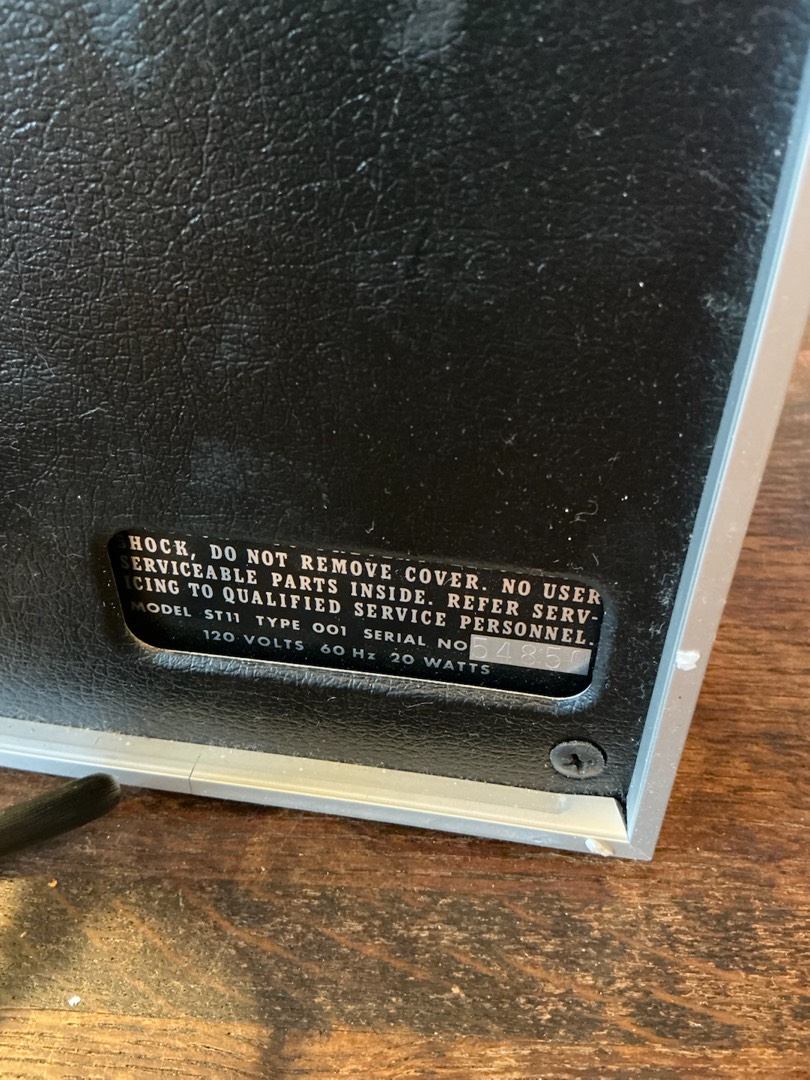 SHOCK, DO NOT REMOVE COVER. NO USER
SERVICEABLE PARTS INSIDE. REFER SERV-
ICING TO QUALIFIED SERVICE PERSONNEL.
MODEL ST11 TYPE 001 SERIAL NO
120 VOLTS 60 Hz 20 WATTS